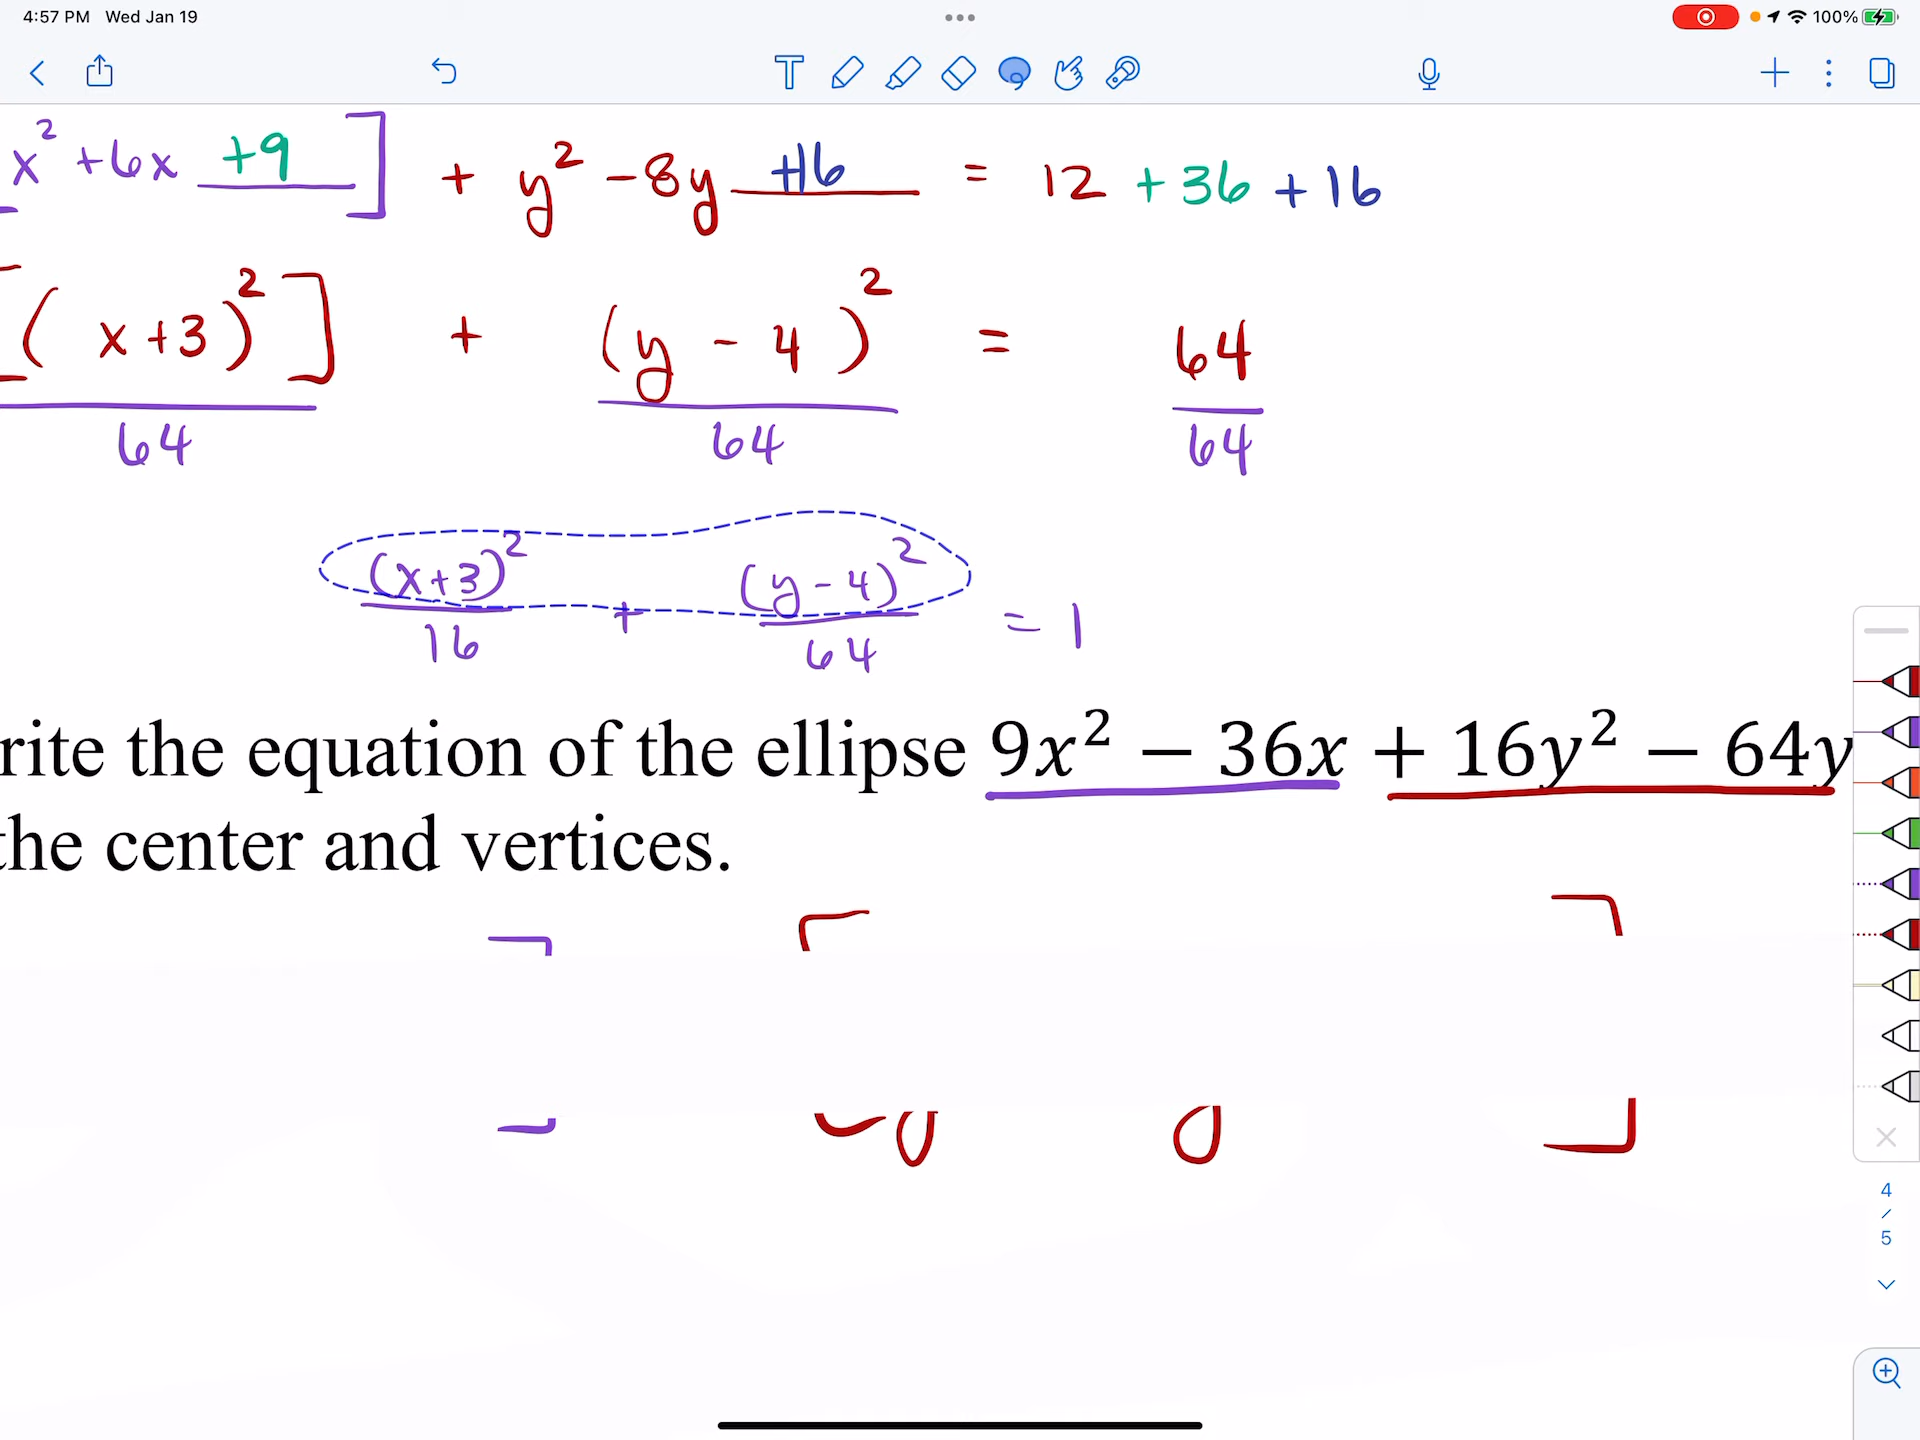 4:57 PM Wed Jan 19
100%
x² +6x +9 ] + y² -8y +16 = 12 +36 +16
[( x+3)² ] + (y - 4)² = 64
64 64 64
(x+3)² (y-4)²
16 + 64 = 1
rite the equation of the ellipse 9x² − 36x + 16y² − 64y
the center and vertices.
4
/
5